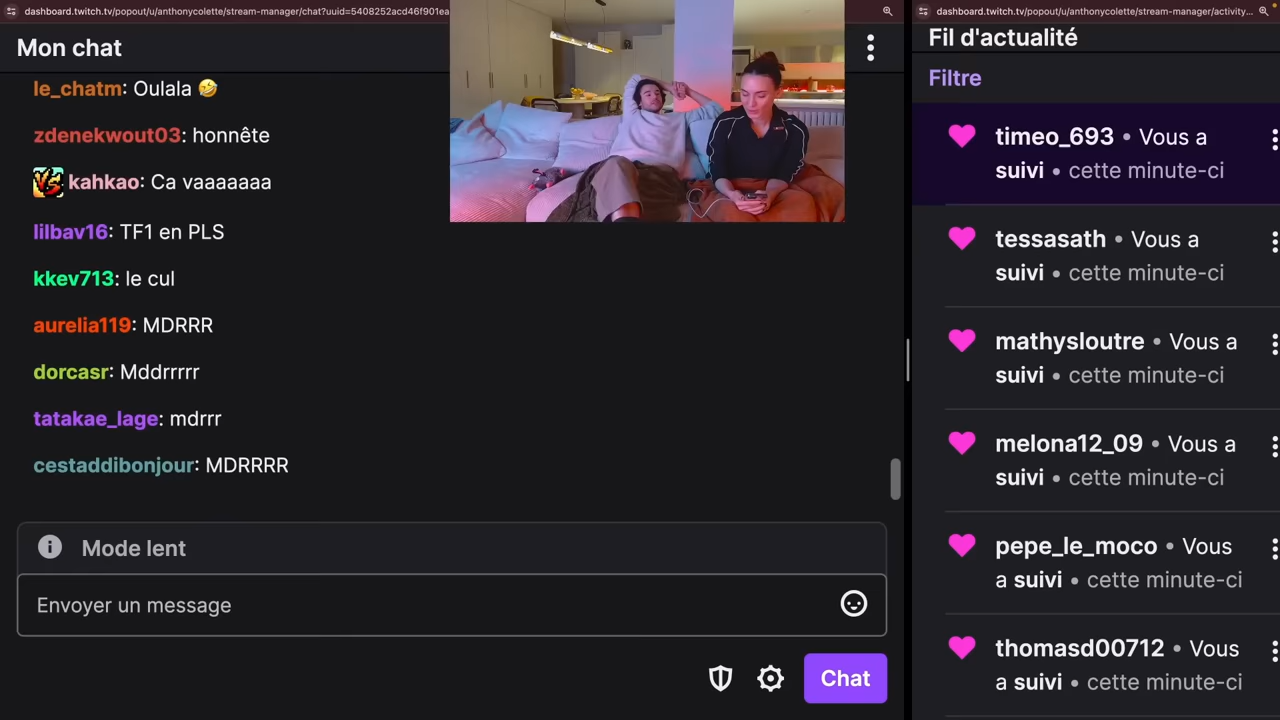 dashboard.twitch.tv/popout/u/anthonycolette/stream-manager/chat?uuid=5408252acd46f901ea
Mon chat
le_chatm: Oulala 🤣
zdenekwout03: honnête
kahkao: Ca vaaaaaaa
lilbav16: TF1 en PLS
kkev713: le cul
aurelia119: MDRRR
dorcasr: Mddrrrrr
tatakae_lage: mdrrr
cestaddibonjour: MDRRRR
Mode lent
Envoyer un message
Chat
dashboard.twitch.tv/popout/u/anthonycolette/stream-manager/activity...
Fil d'actualité
Filtre
timeo_693 • Vous a
suivi • cette minute-ci
tessasath • Vous a
suivi • cette minute-ci
mathysloutre • Vous a
suivi • cette minute-ci
melona12_09 • Vous a
suivi • cette minute-ci
pepe_le_moco • Vous
a suivi • cette minute-ci
thomasd00712 • Vous
a suivi • cette minute-ci